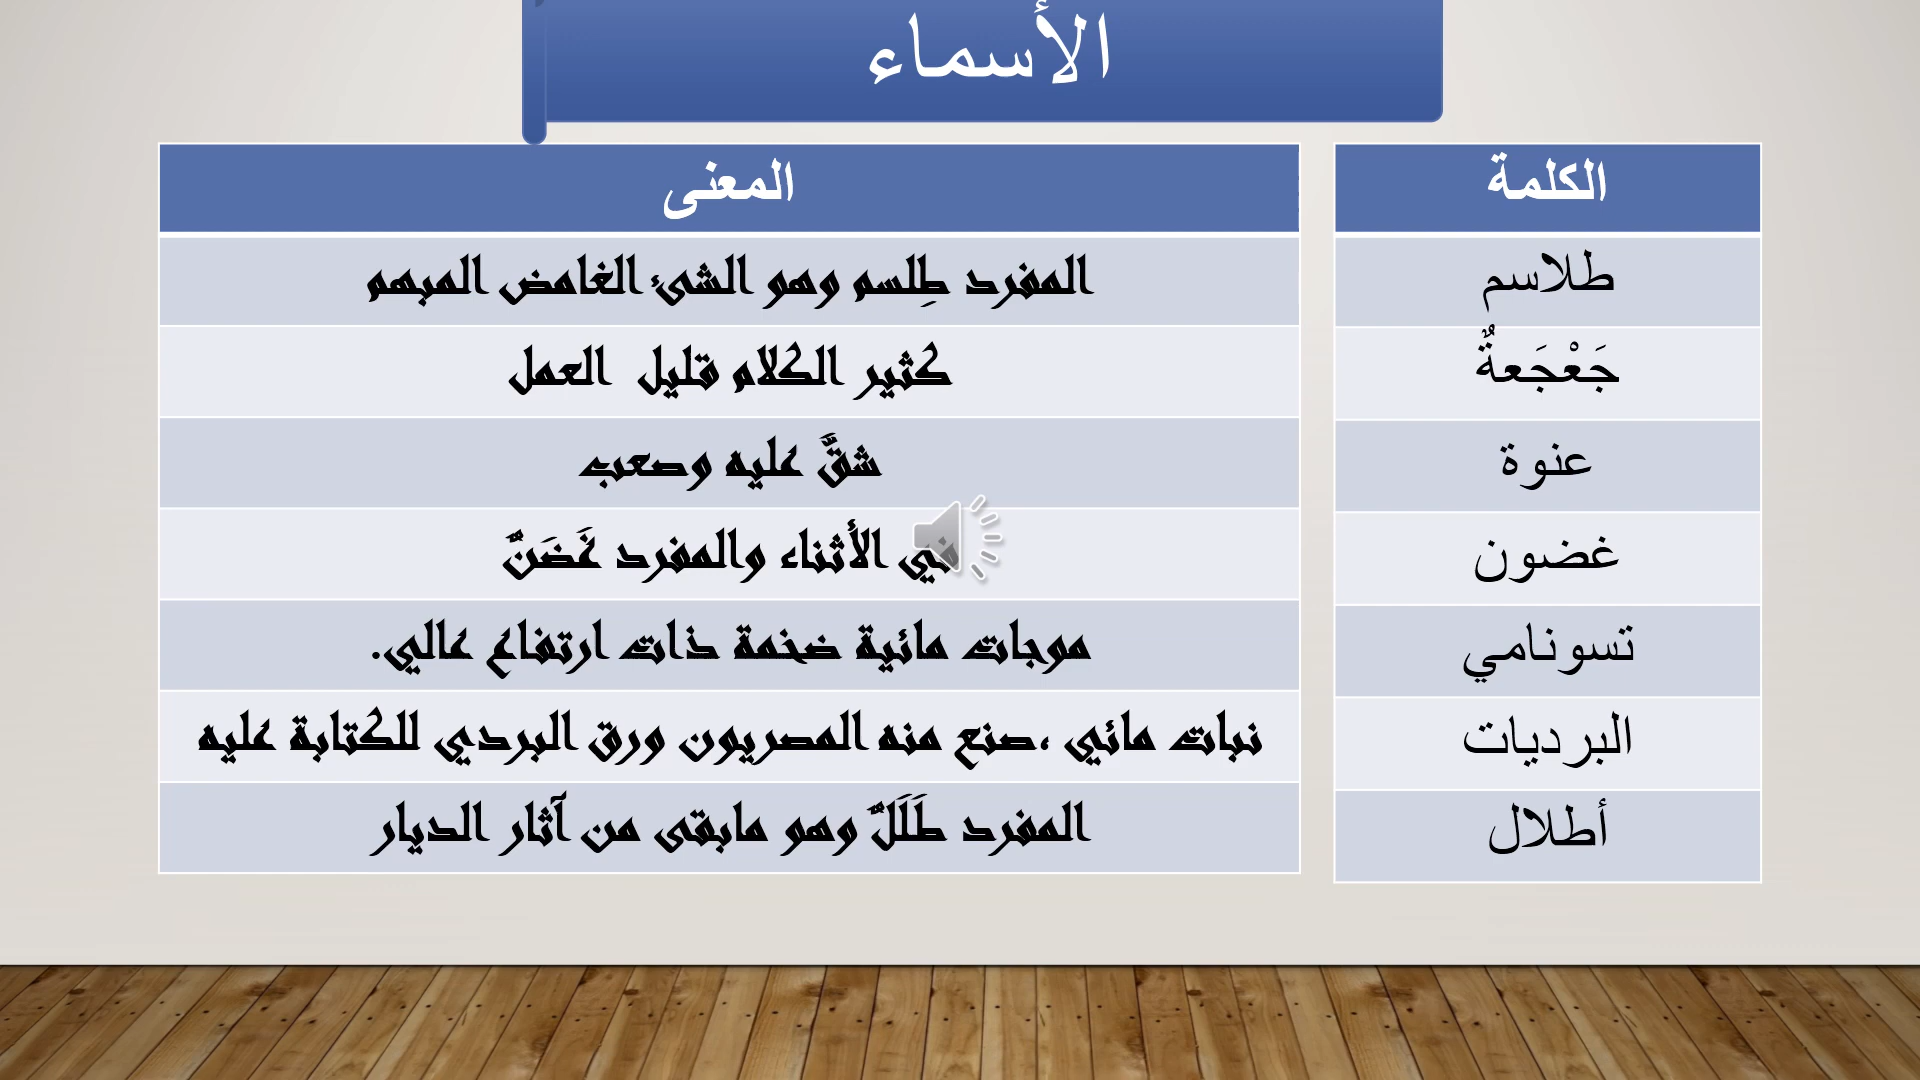 الأسماء
الكلمة
المعنى
طلاسم
المفرد طِلسم وهو الشئ الغامض المبهم
جَعْجَعةٌ
كثير الكلام قليل العمل
عنوة
شقَّ عليه وصعب
غضون
في الأثناء والمفرد غَضَنٌ
تسونامي
موجات مائية ضخمة ذات ارتفاع عالي.
البرديات
نبات مائي ،صنع منه المصريون ورق البردي للكتابة عليه
أطلال
المفرد طَلَلٌ وهو مابقى من آثار الديار